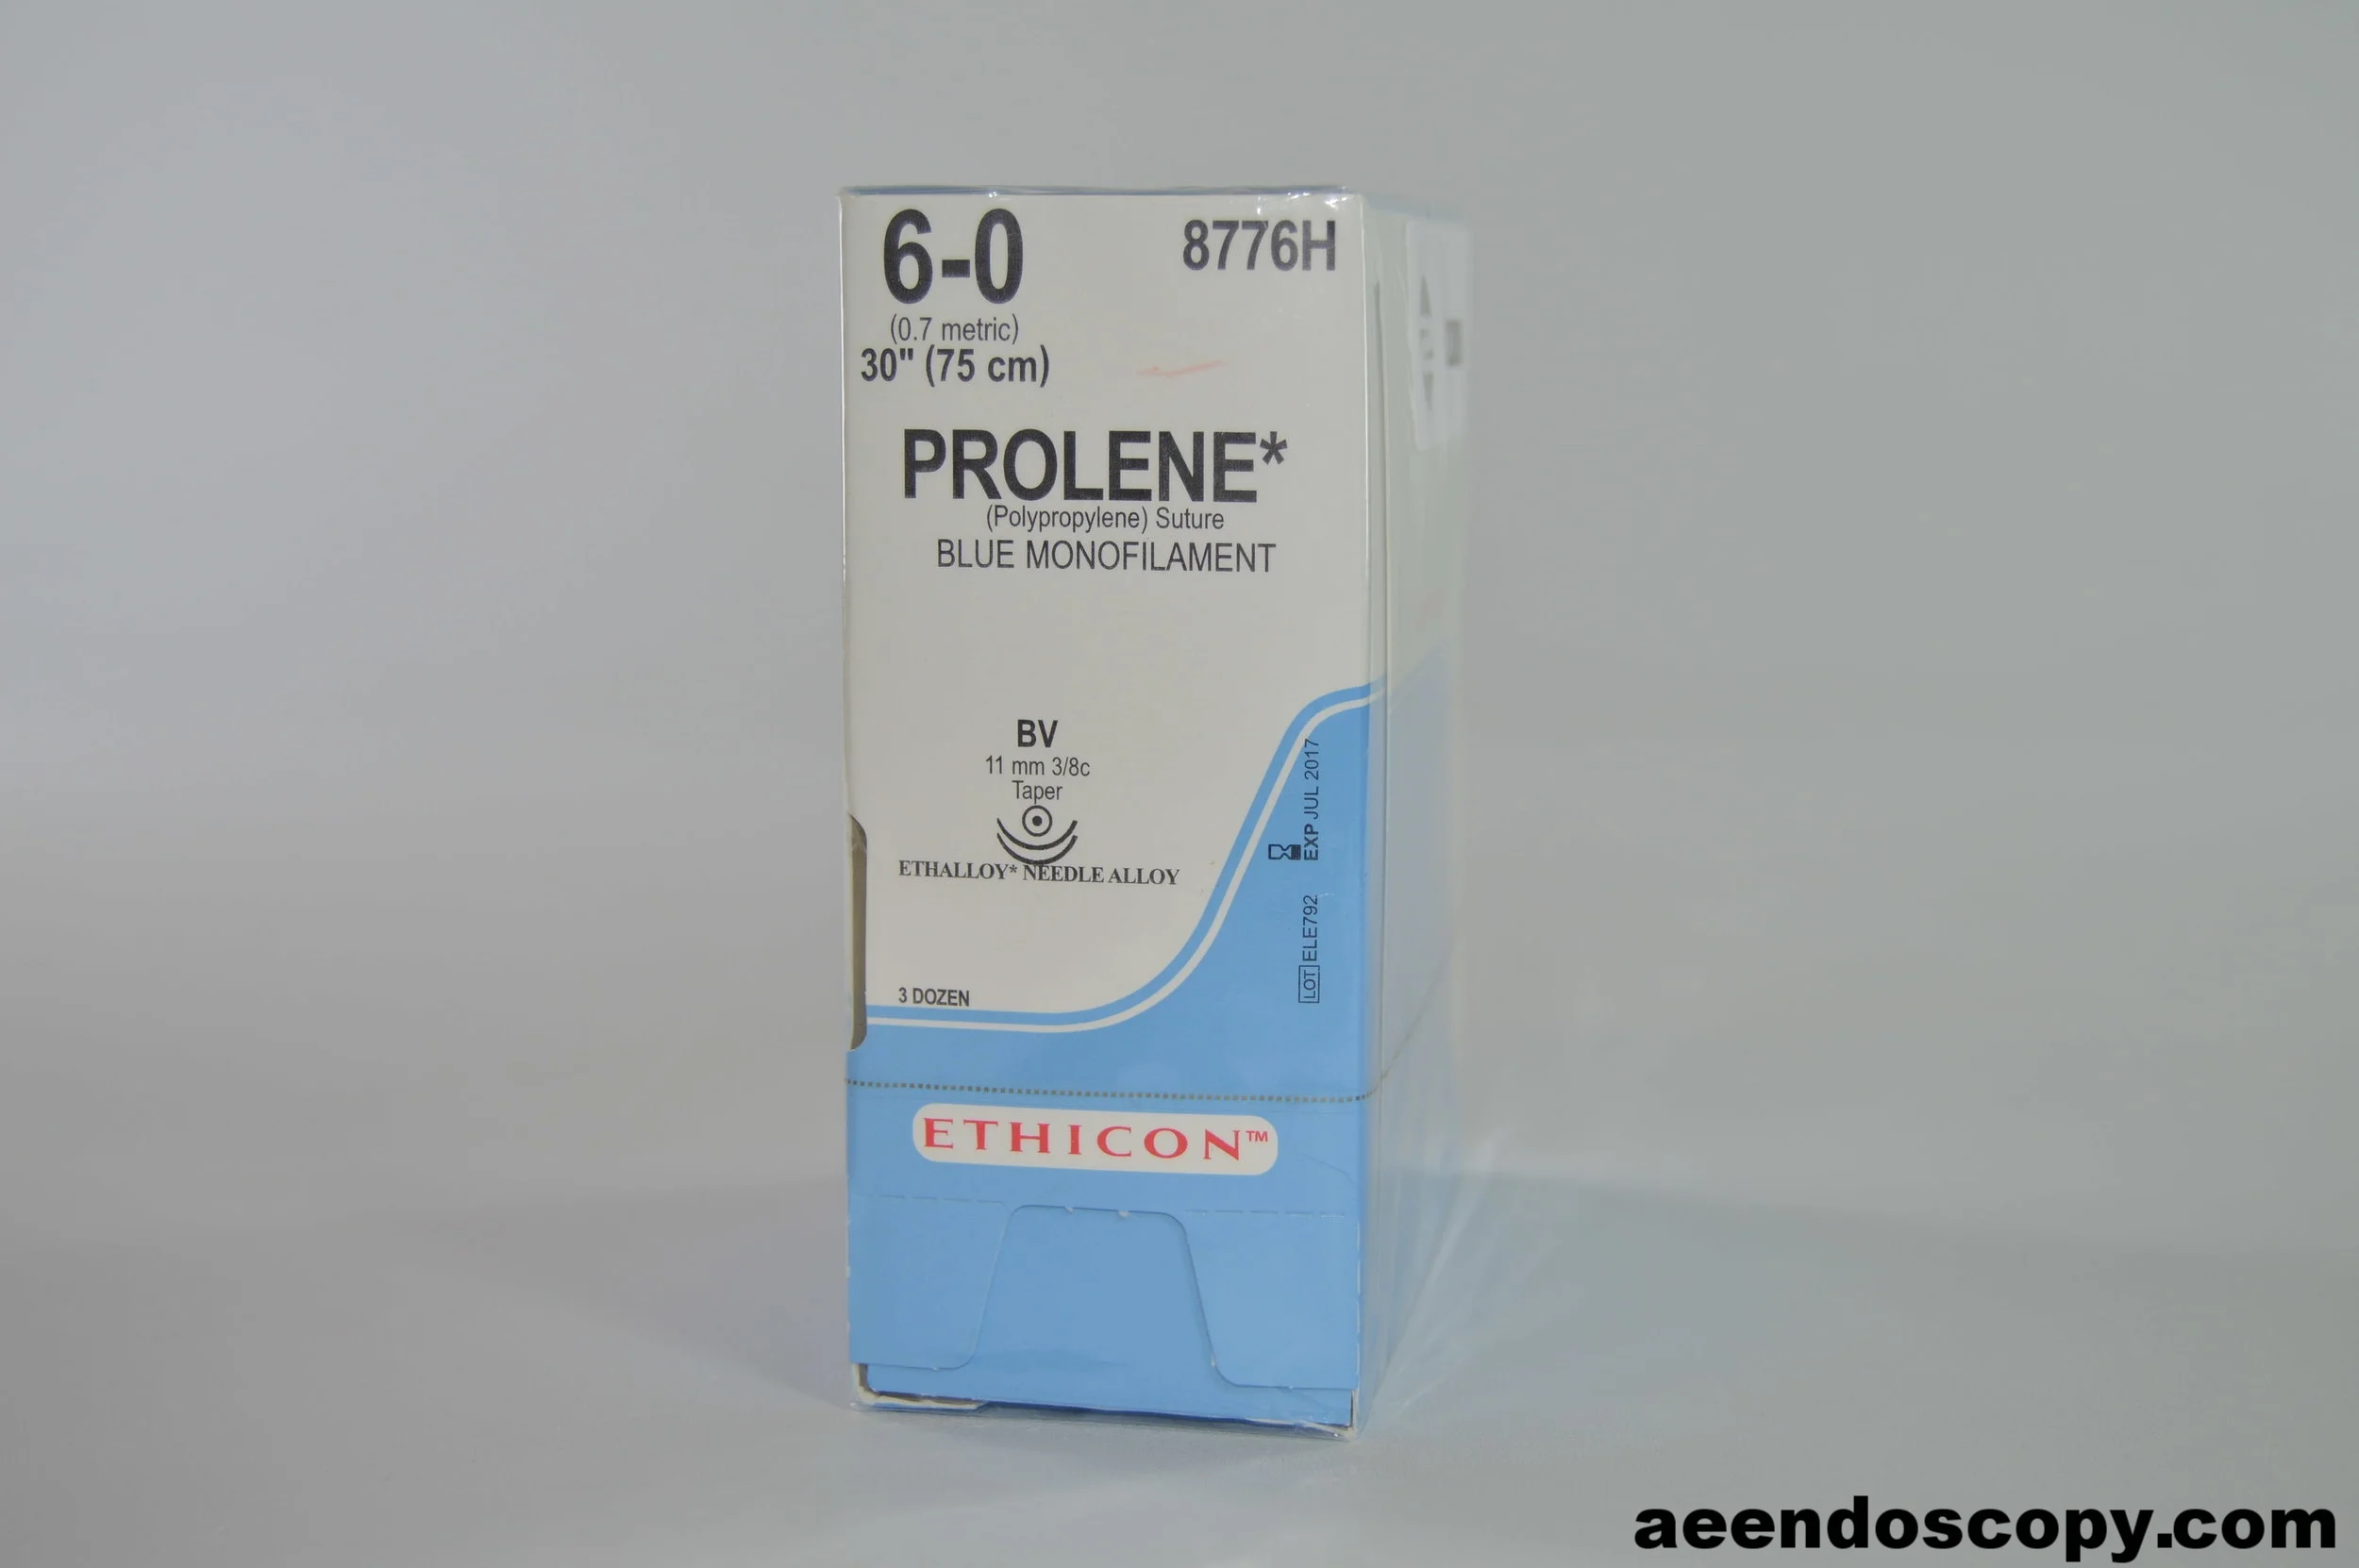 6-0
8776H
(0.7 metric)
30" (75 cm)
PROLENE*
(Polypropylene) Suture
BLUE MONOFILAMENT
BV
11 mm 3/8c
Taper
ETHALLOY* NEEDLE ALLOY
EXP JUL 2017
LOT ELE792
3 DOZEN
ETHICON™
aeendoscopy.com